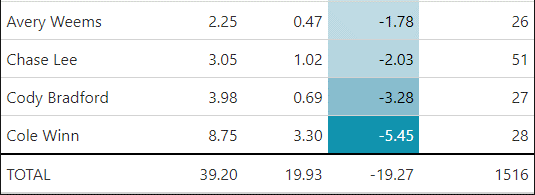 Avery Weems 2.25 0.47 -1.78 26
Chase Lee 3.05 1.02 -2.03 51
Cody Bradford 3.98 0.69 -3.28 27
Cole Winn 8.75 3.30 -5.45 28
TOTAL 39.20 19.93 -19.27 1516